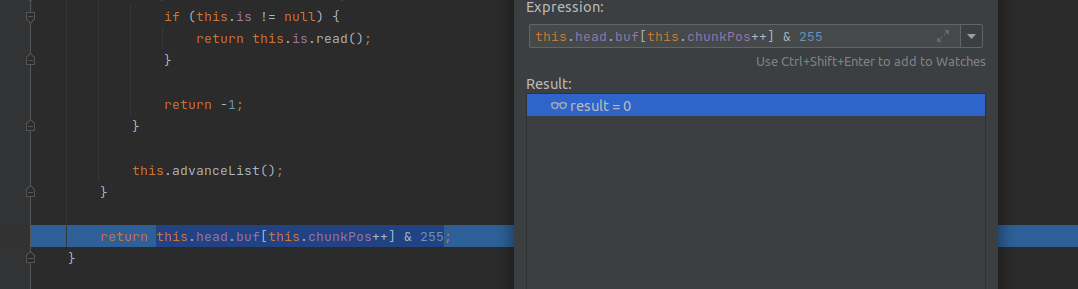 if (this.is != null) {
return this.is.read();
}
return -1;
}
this.advanceList();
}
return this.head.buf[this.chunkPos++] & 255;
}
Expression:
this.head.buf[this.chunkPos++] & 255
Use Ctrl+Shift+Enter to add to Watches
Result:
result = 0